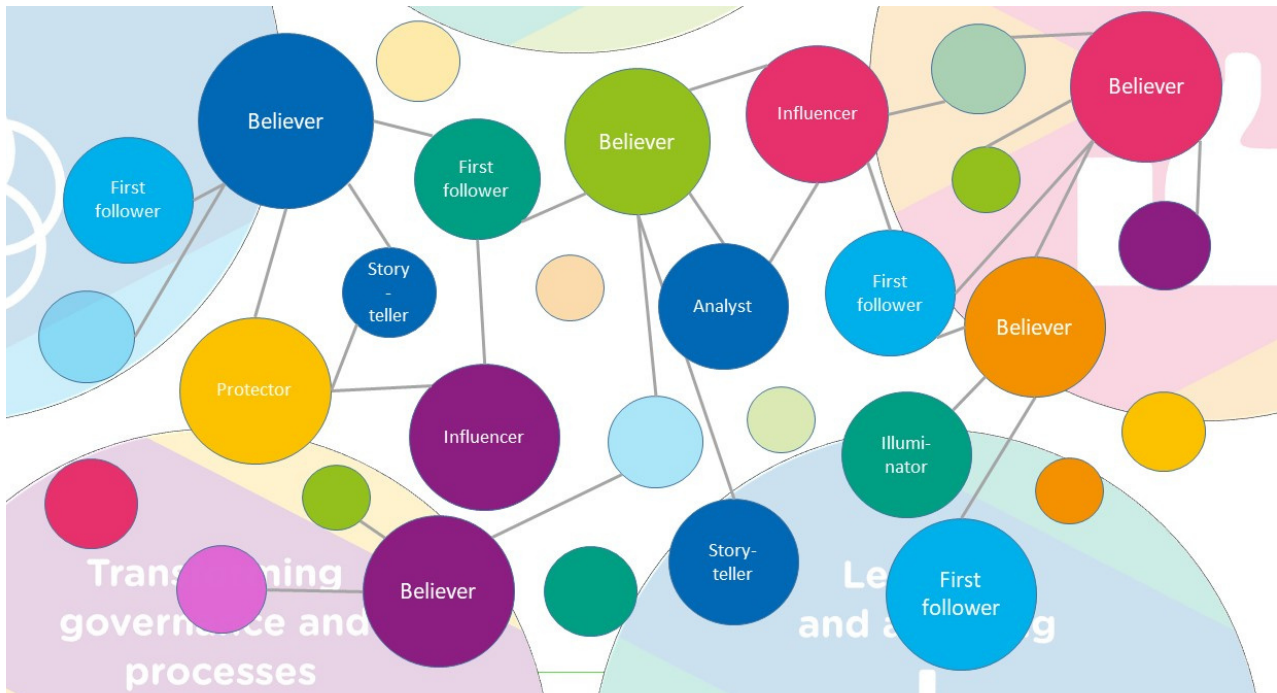 Believer
Believer
Influencer
Believer
First
follower
First
follower
Story
-
teller
Analyst
First
follower
Believer
Protector
Influencer
Illumi-
nator
Believer
Story-
teller
First
follower
governance and
processes
and a